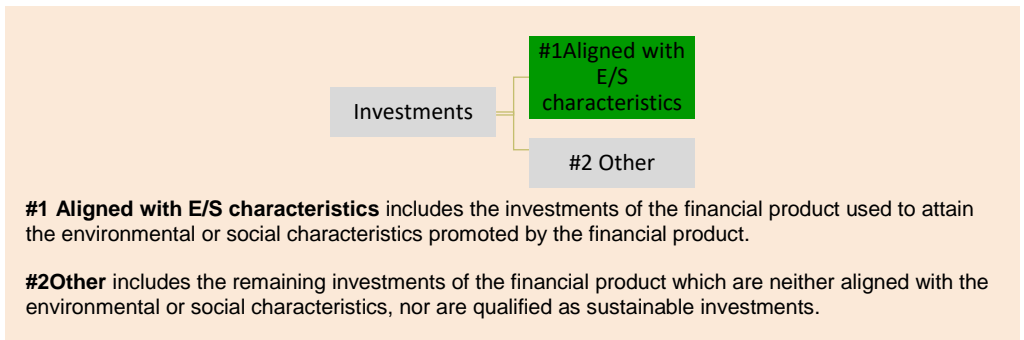 #1Aligned with
E/S
characteristics
Investments
#2 Other
#1 Aligned with E/S characteristics includes the investments of the financial product used to attain
the environmental or social characteristics promoted by the financial product.
#2Other includes the remaining investments of the financial product which are neither aligned with the
environmental or social characteristics, nor are qualified as sustainable investments.